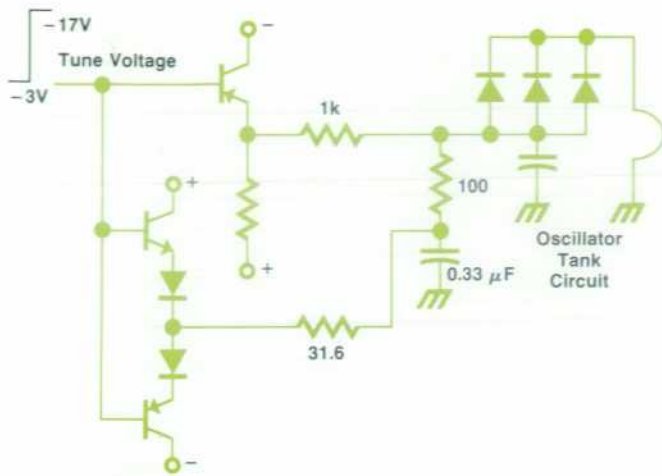 −17V
−3V
Tune Voltage
−
1k
+
+
100
0.33 μF
31.6
−
Oscillator
Tank
Circuit